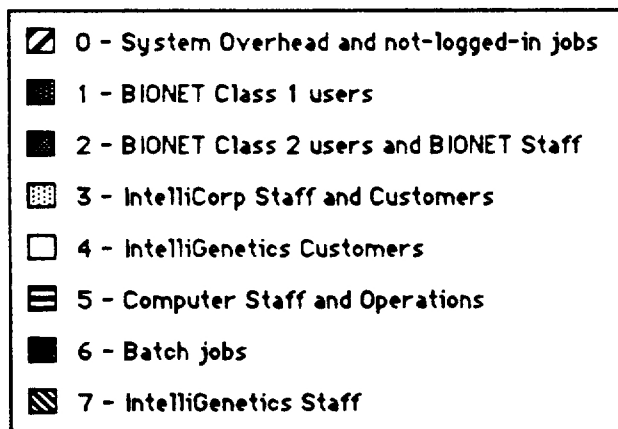 0 - System Overhead and not-logged-in jobs
1 - BIONET Class 1 users
2 - BIONET Class 2 users and BIONET Staff
3 - IntelliCorp Staff and Customers
4 - IntelliGenetics Customers
5 - Computer Staff and Operations
6 - Batch jobs
7 - IntelliGenetics Staff